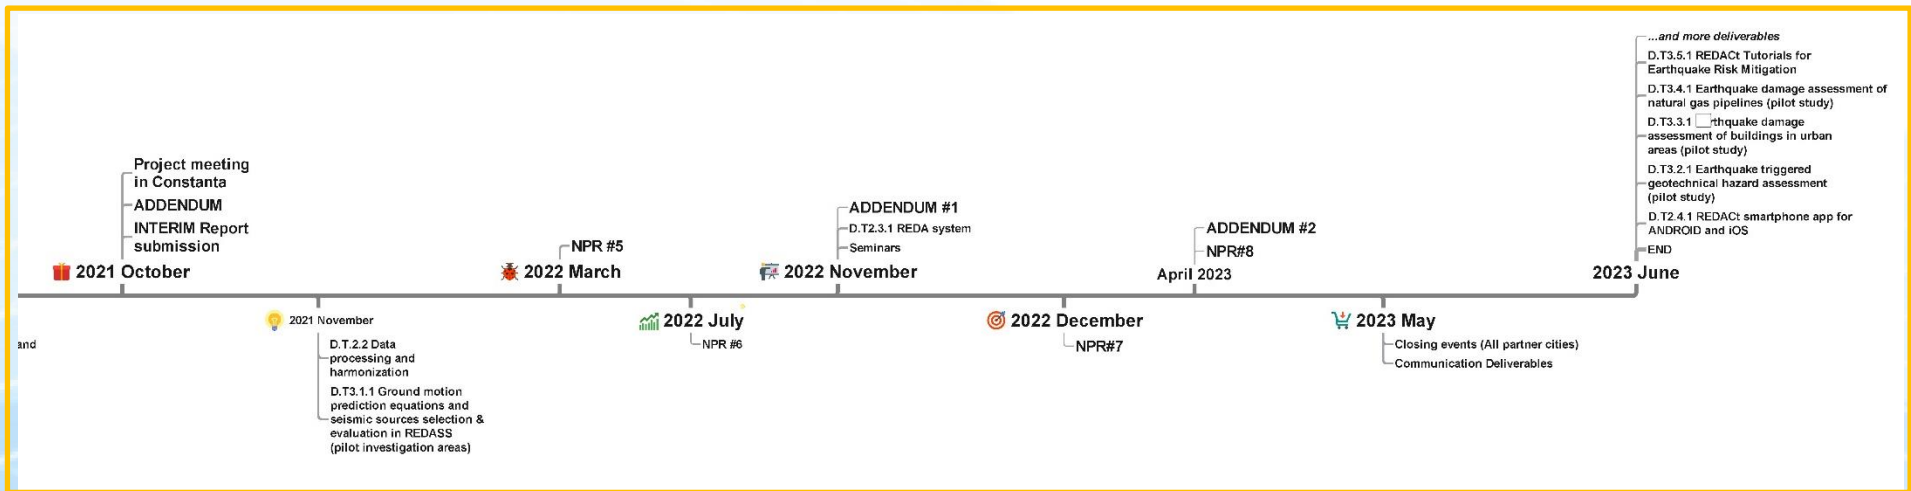 Project meeting
in Constanta
ADDENDUM
INTERIM Report
submission
2021 October
and
2021 November
D.T.2.2 Data
processing and
harmonization
D.T3.1.1 Ground motion
prediction equations and
seismic sources selection &
evaluation in REDASS
(pilot investigation areas)
NPR #5
2022 March
2022 July
NPR #6
ADDENDUM #1
D.T2.3.1 REDA system
Seminars
2022 November
2022 December
NPR#7
ADDENDUM #2
NPR#8
April 2023
2023 May
Closing events (All partner cities)
Communication Deliverables
...and more deliverables
D.T3.5.1 REDACt Tutorials for
Earthquake Risk Mitigation
D.T3.4.1 Earthquake damage assessment of
natural gas pipelines (pilot study)
D.T3.3.1 rthquake damage
assessment of buildings in urban
areas (pilot study)
D.T3.2.1 Earthquake triggered
geotechnical hazard assessment
(pilot study)
D.T2.4.1 REDACt smartphone app for
ANDROID and iOS
END
2023 June